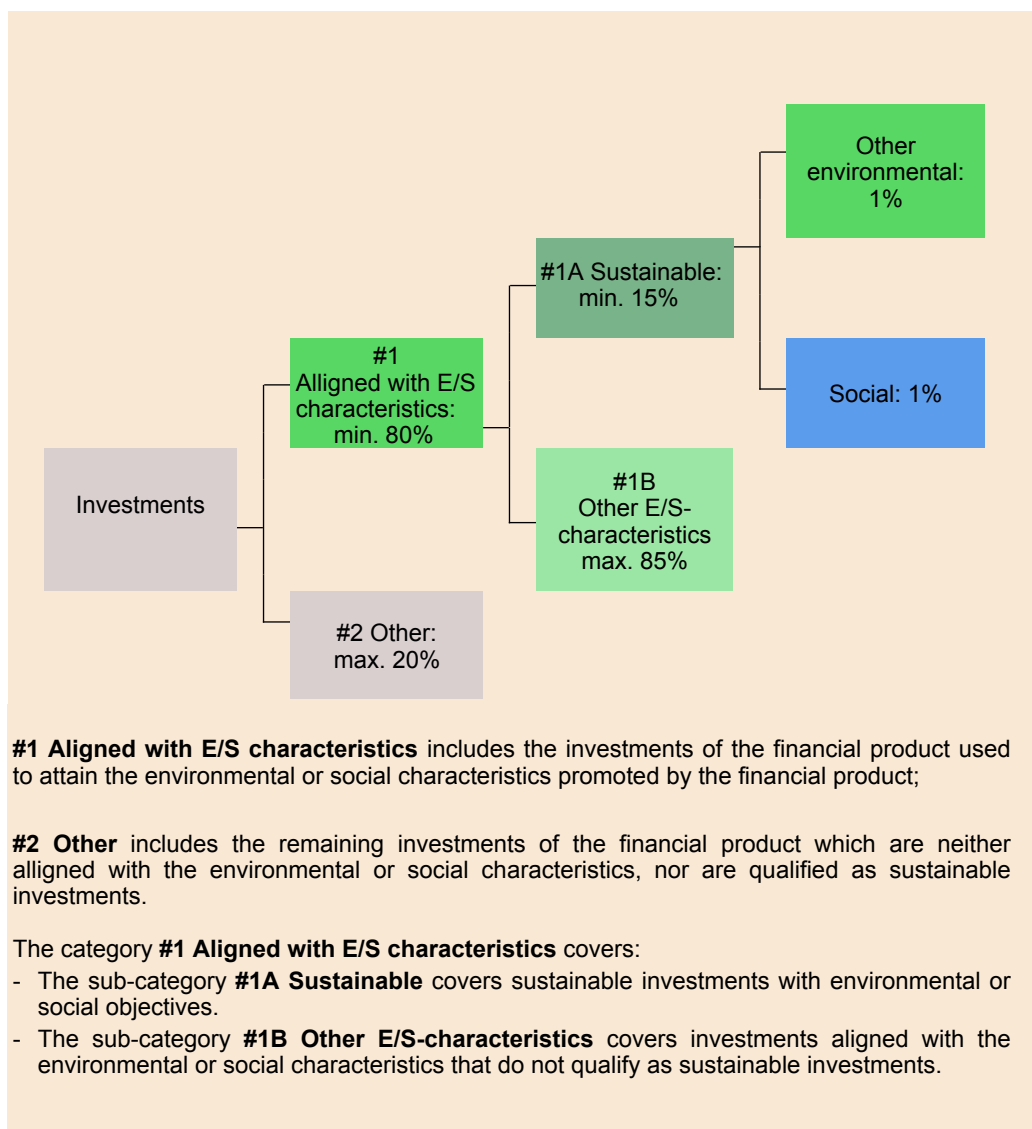 Other
environmental:
1%
#1A Sustainable:
min. 15%
#1
Alligned with E/S
characteristics:
min. 80%
Social: 1%
Investments
#1B
Other E/S-
characteristics
max. 85%
#2 Other:
max. 20%
#1 Aligned with E/S characteristics includes the investments of the financial product used
to attain the environmental or social characteristics promoted by the financial product;
#2 Other includes the remaining investments of the financial product which are neither
alligned with the environmental or social characteristics, nor are qualified as sustainable
investments.
The category #1 Aligned with E/S characteristics covers:
- The sub-category #1A Sustainable covers sustainable investments with environmental or
social objectives.
- The sub-category #1B Other E/S-characteristics covers investments aligned with the
environmental or social characteristics that do not qualify as sustainable investments.